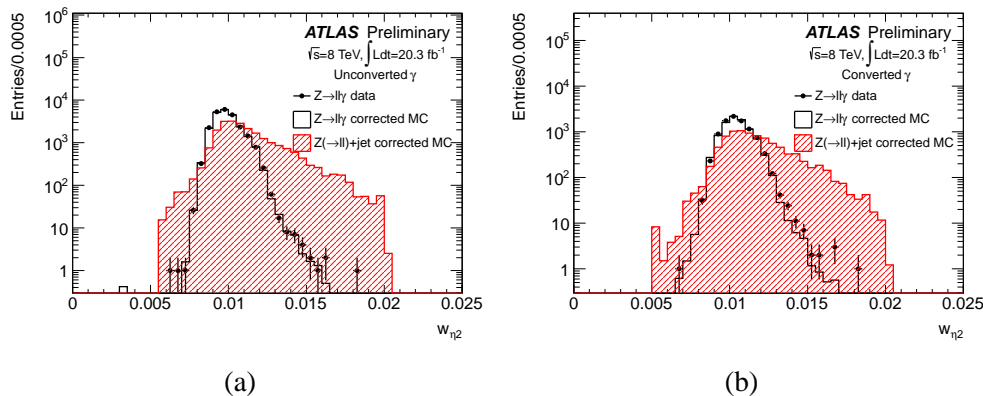 Entries/0.0005
10⁶
10⁵
10⁴
10³
10²
10
1
ATLAS Preliminary
√s=8 TeV, ∫Ldt=20.3 fb⁻¹
Unconverted γ
Z→llγ data
Z→llγ corrected MC
Z(→ll)+jet corrected MC
0 0.005 0.01 0.015 0.02 0.025
w_η2
(a)
Entries/0.0005
10⁵
10⁴
10³
10²
10
1
ATLAS Preliminary
√s=8 TeV, ∫Ldt=20.3 fb⁻¹
Converted γ
Z→llγ data
Z→llγ corrected MC
Z(→ll)+jet corrected MC
0 0.005 0.01 0.015 0.02 0.025
w_η2
(b)